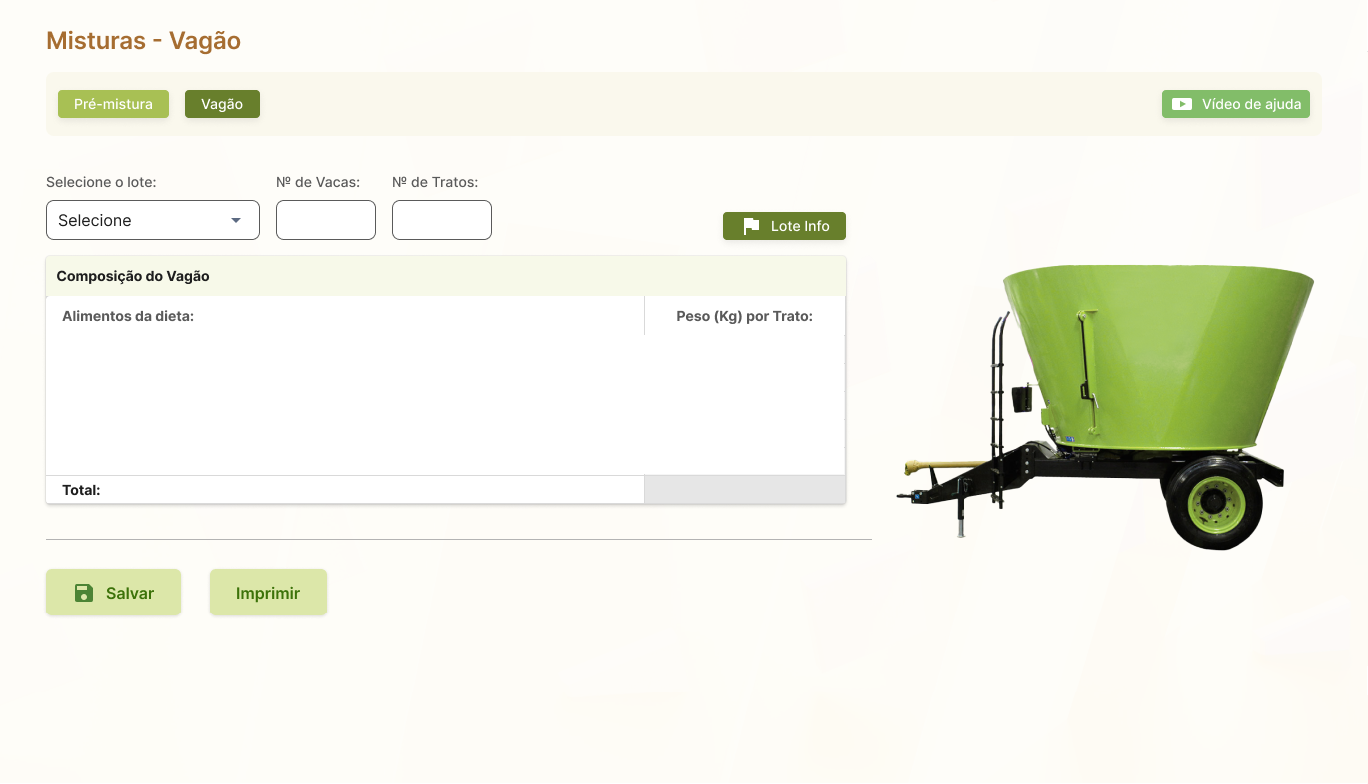 Misturas - Vagão
Pré-mistura
Vagão
Vídeo de ajuda
Selecione o lote:
Nº de Vacas:
Nº de Tratos:
Selecione
Lote Info
Composição do Vagão
Alimentos da dieta:
Peso (Kg) por Trato:
Total:
Salvar
Imprimir